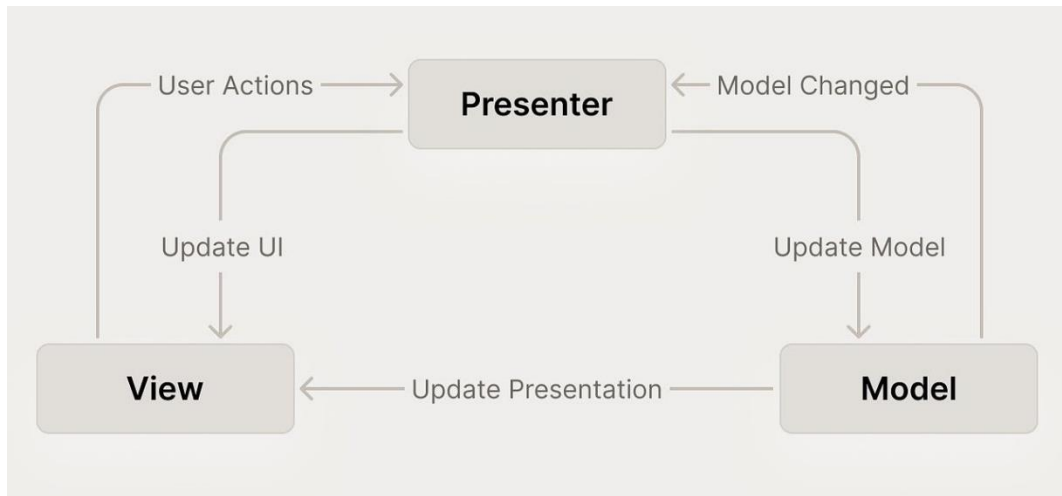 User Actions
Presenter
Model Changed
Update UI
Update Model
View
Update Presentation
Model